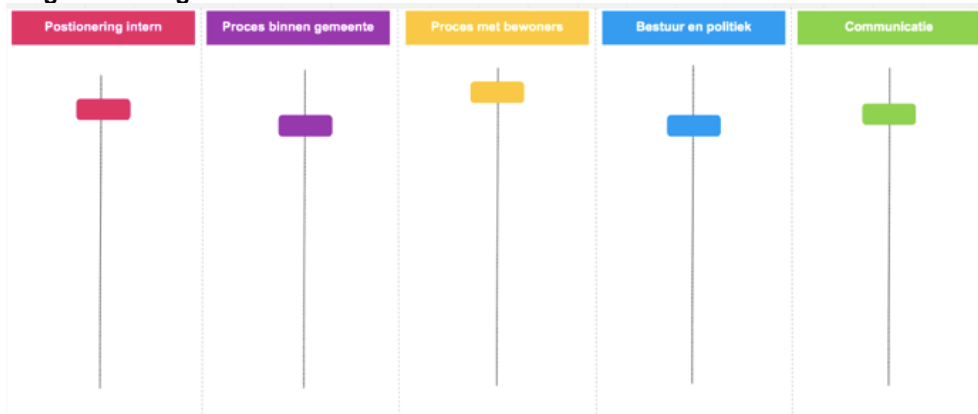 Postionering intern
Proces binnen gemeente
Proces met bewoners
Bestuur en politiek
Communicatie